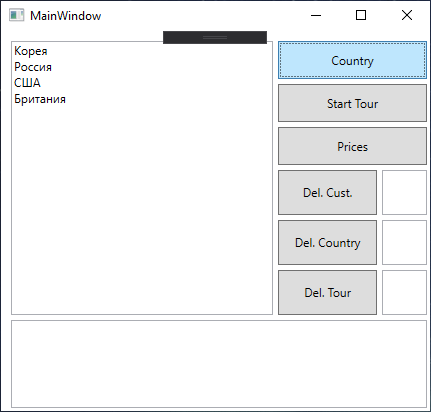 MainWindow
Корея
Россия
США
Британия
Country
Start Tour
Prices
Del. Cust.
Del. Country
Del. Tour